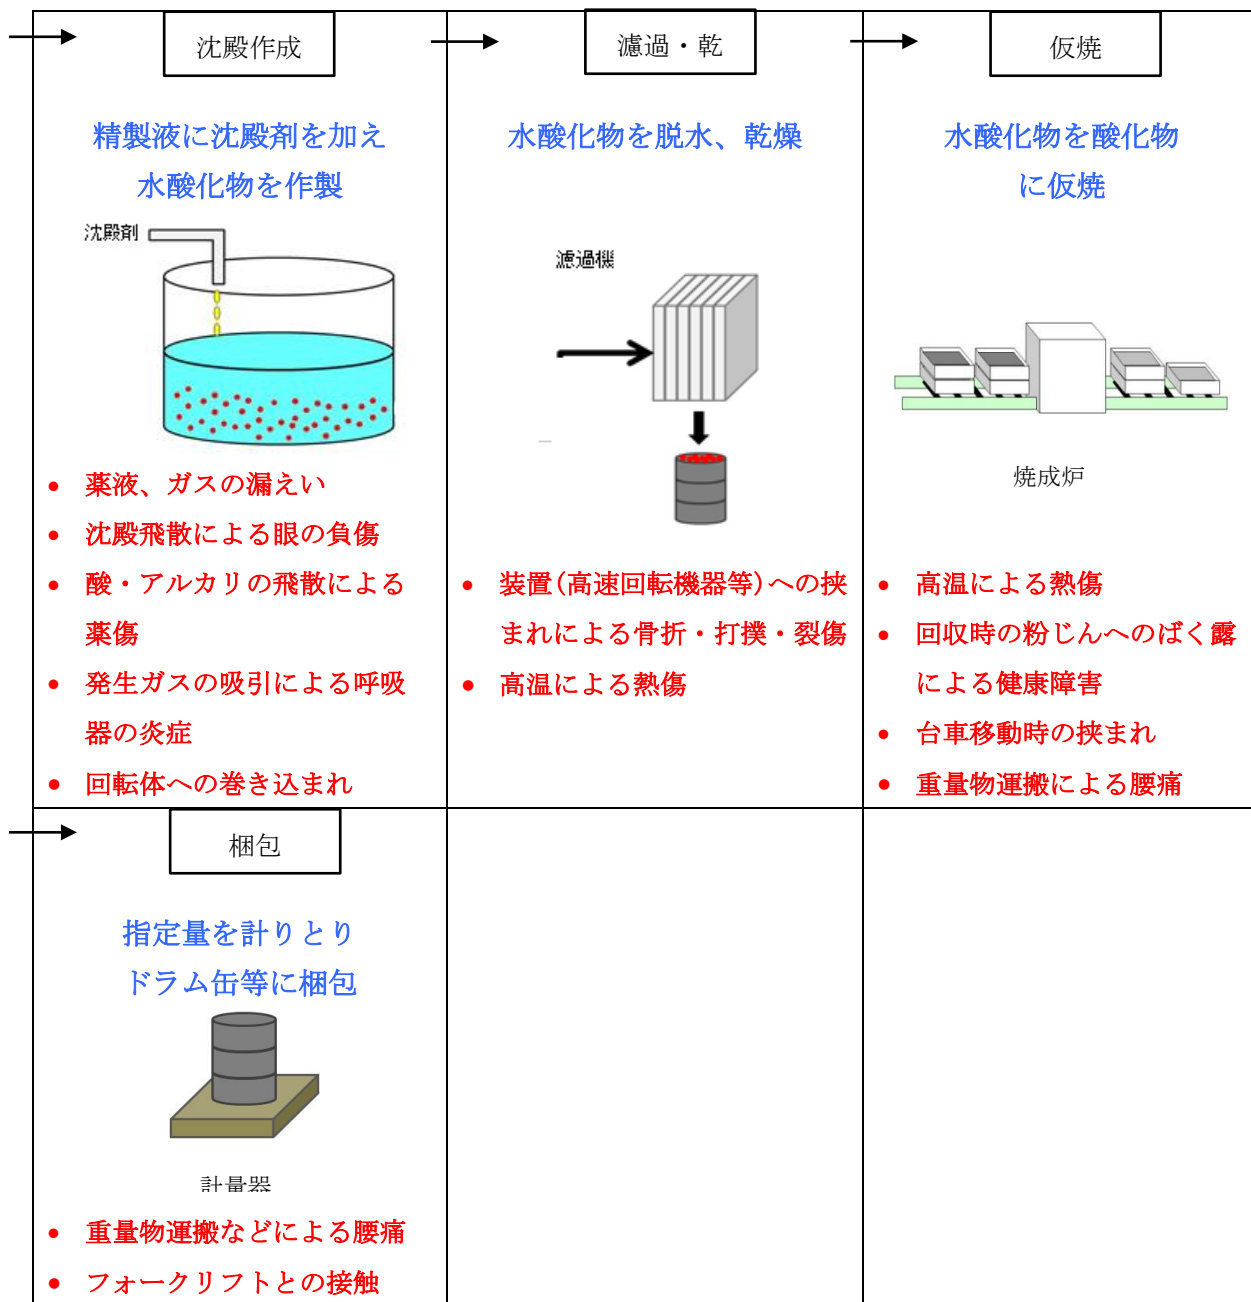 沈殿作成
精製液に沈殿剤を加え
水酸化物を作製
沈殿剤
• 薬液、ガスの漏えい
• 沈殿飛散による眼の負傷
• 酸・アルカリの飛散による
薬傷
• 発生ガスの吸引による呼吸
器の炎症
• 回転体への巻き込まれ
濾過・乾
水酸化物を脱水、乾燥
濾過機
• 装置(高速回転機器等)への挟
まれによる骨折・打撲・裂傷
• 高温による熱傷
仮焼
水酸化物を酸化物
に仮焼
焼成炉
• 高温による熱傷
• 回収時の粉じんへのばく露
による健康障害
• 台車移動時の挟まれ
• 重量物運搬による腰痛
梱包
指定量を計りとり
ドラム缶等に梱包
計量器
• 重量物運搬などによる腰痛
• フォークリフトとの接触